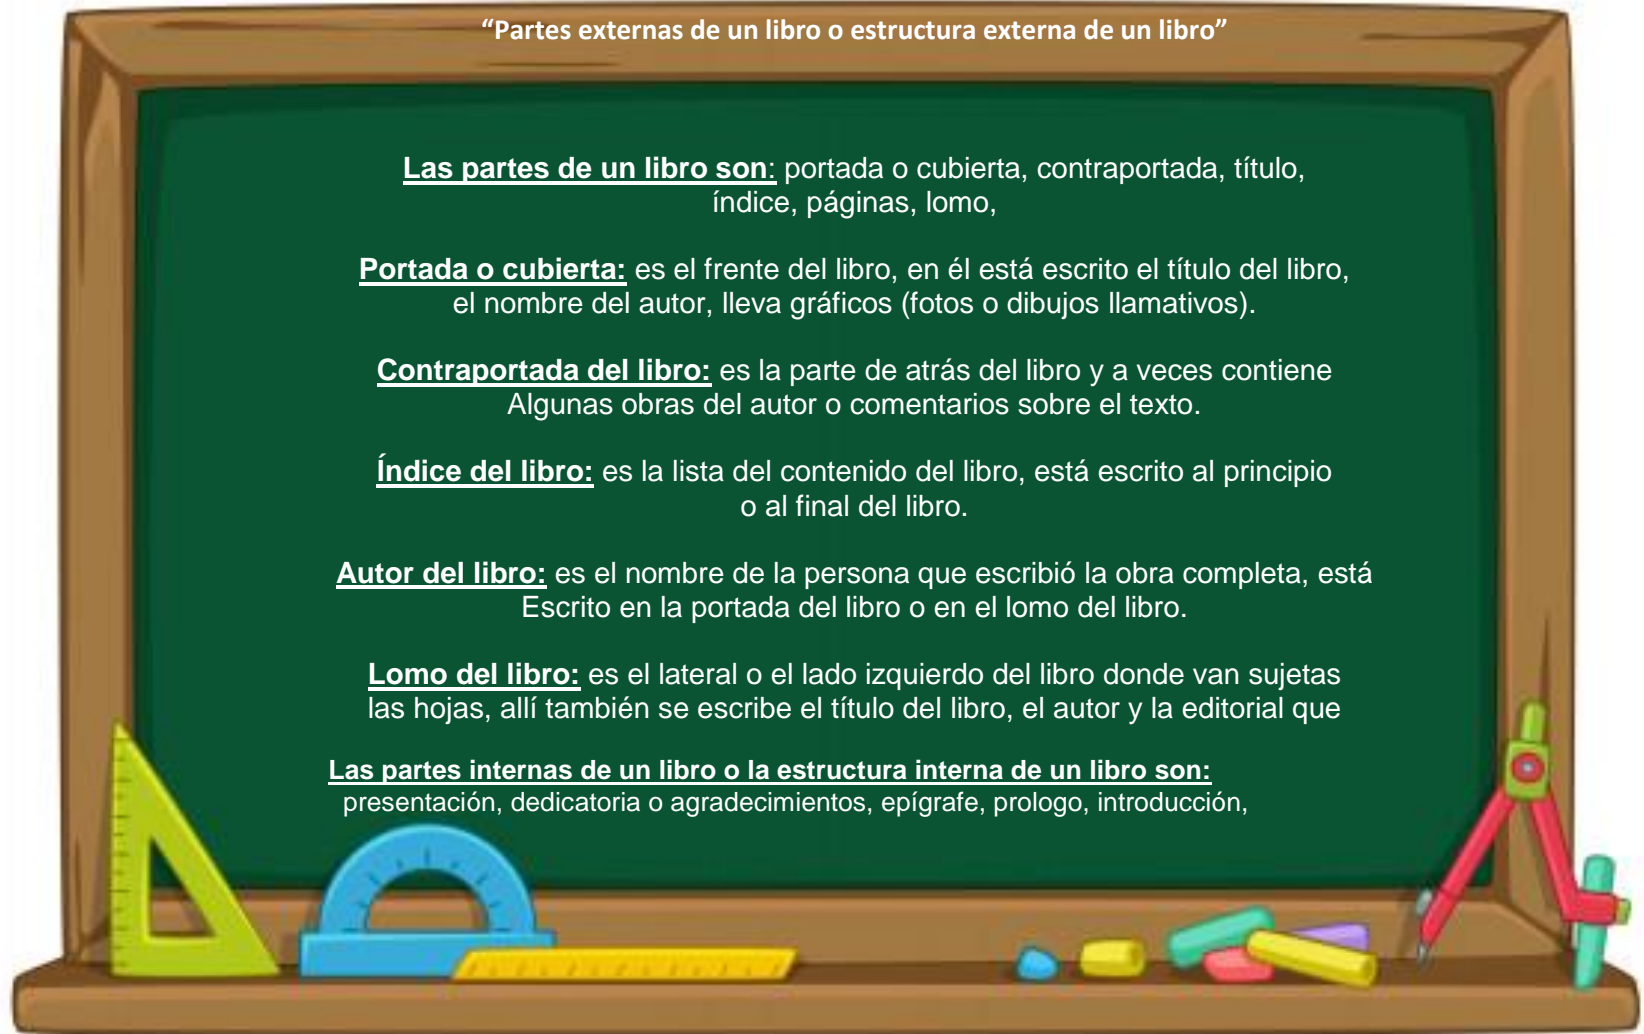 “Partes externas de un libro o estructura externa de un libro”
Las partes de un libro son: portada o cubierta, contraportada, título,
índice, páginas, lomo,
Portada o cubierta: es el frente del libro, en él está escrito el título del libro,
el nombre del autor, lleva gráficos (fotos o dibujos llamativos).
Contraportada del libro: es la parte de atrás del libro y a veces contiene
Algunas obras del autor o comentarios sobre el texto.
Índice del libro: es la lista del contenido del libro, está escrito al principio
o al final del libro.
Autor del libro: es el nombre de la persona que escribió la obra completa, está
Escrito en la portada del libro o en el lomo del libro.
Lomo del libro: es el lateral o el lado izquierdo del libro donde van sujetas
las hojas, allí también se escribe el título del libro, el autor y la editorial que
Las partes internas de un libro o la estructura interna de un libro son:
presentación, dedicatoria o agradecimientos, epígrafe, prologo, introducción,